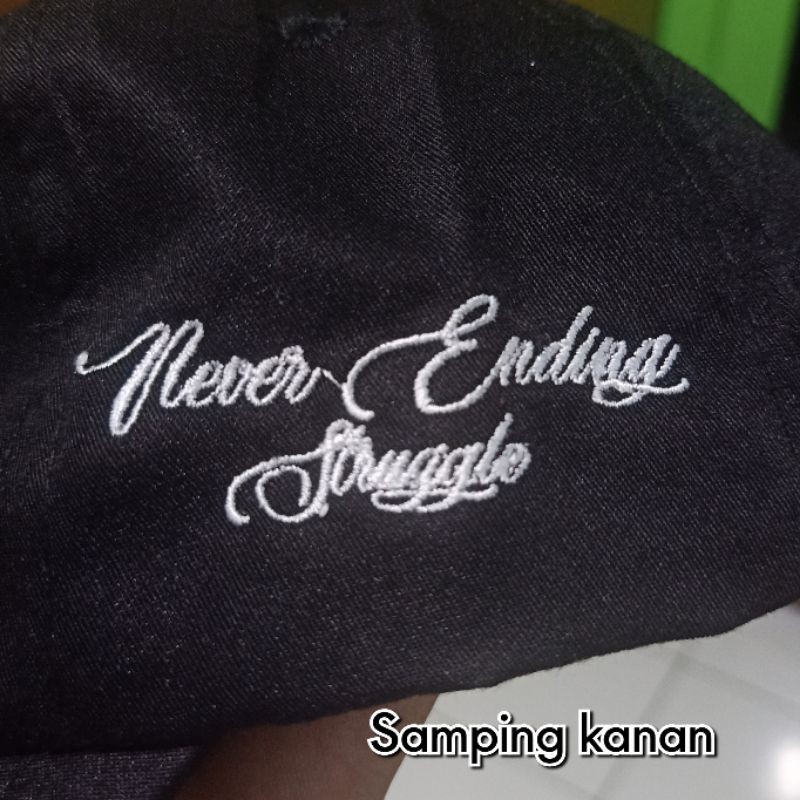 Never Ending
Struggle
Samping kanan